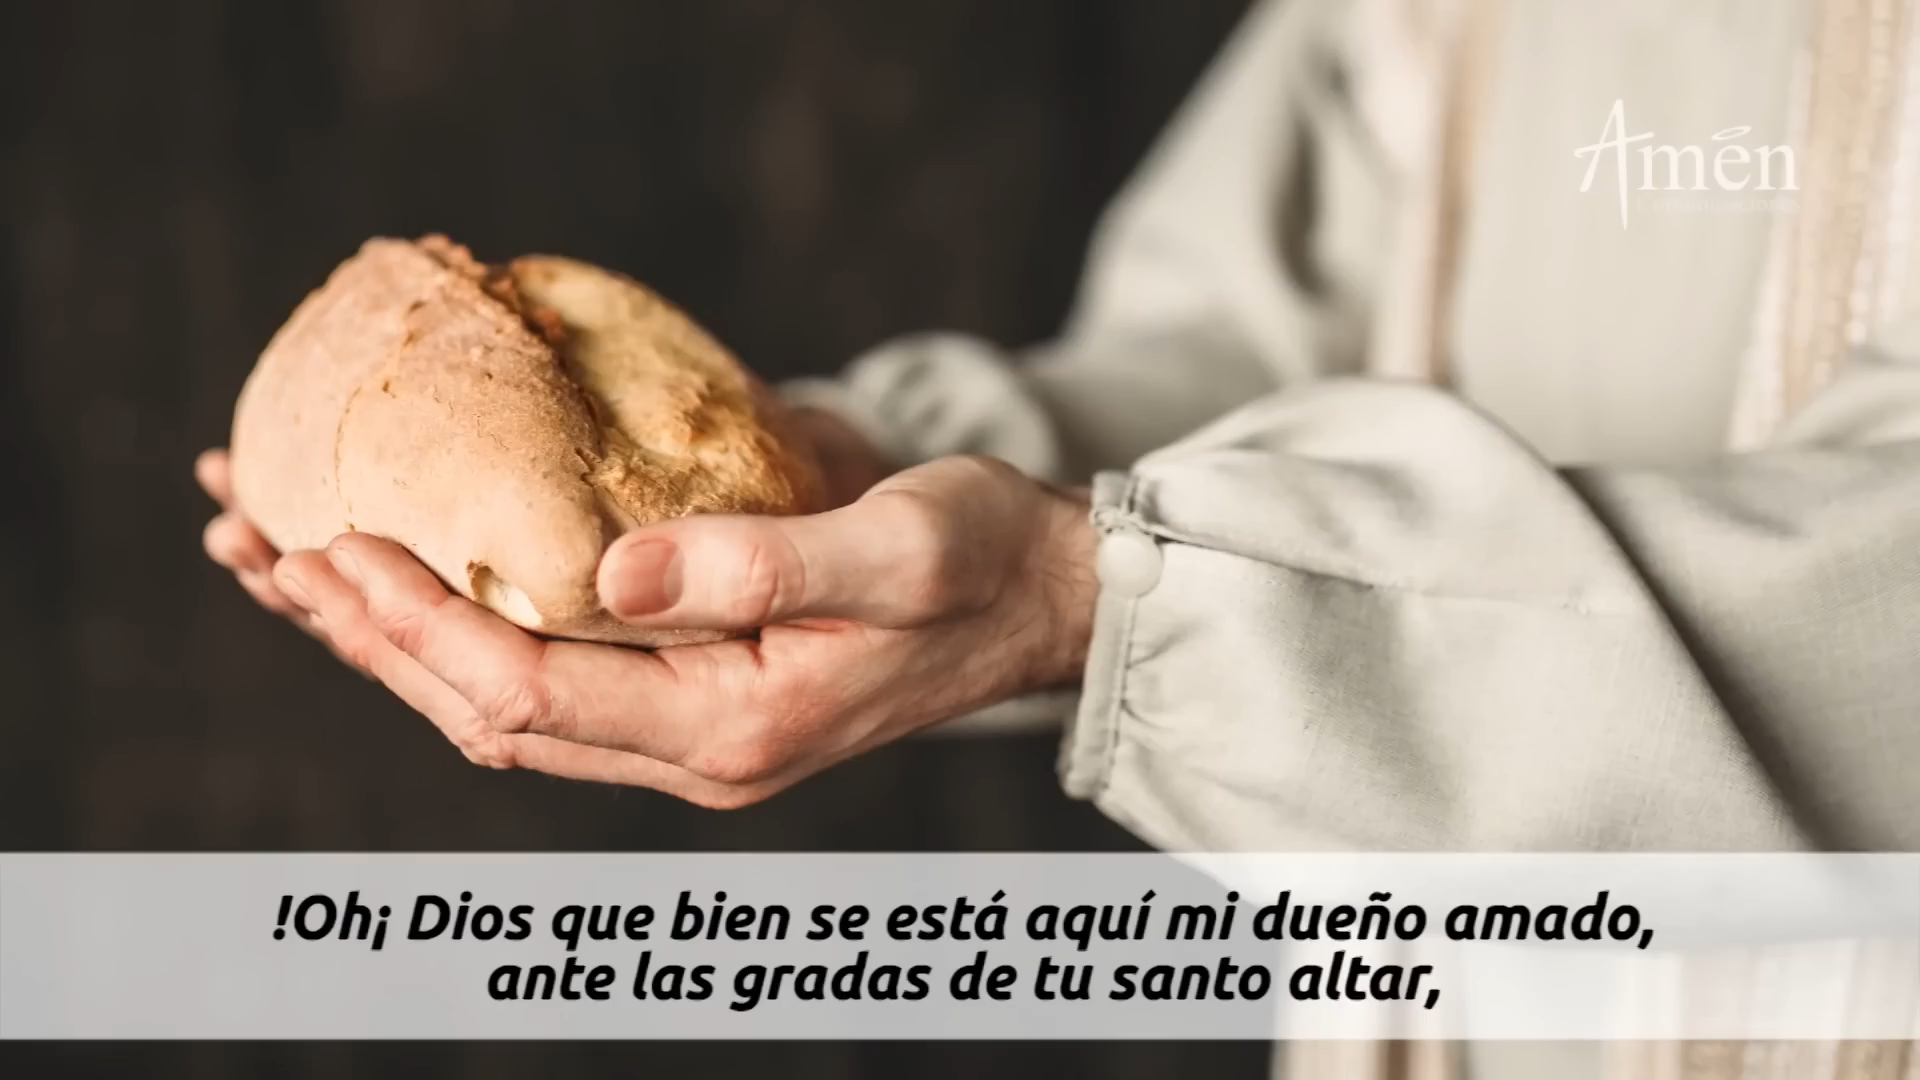 Amén
!Oh¡ Dios que bien se está aquí mi dueño amado,
ante las gradas de tu santo altar,